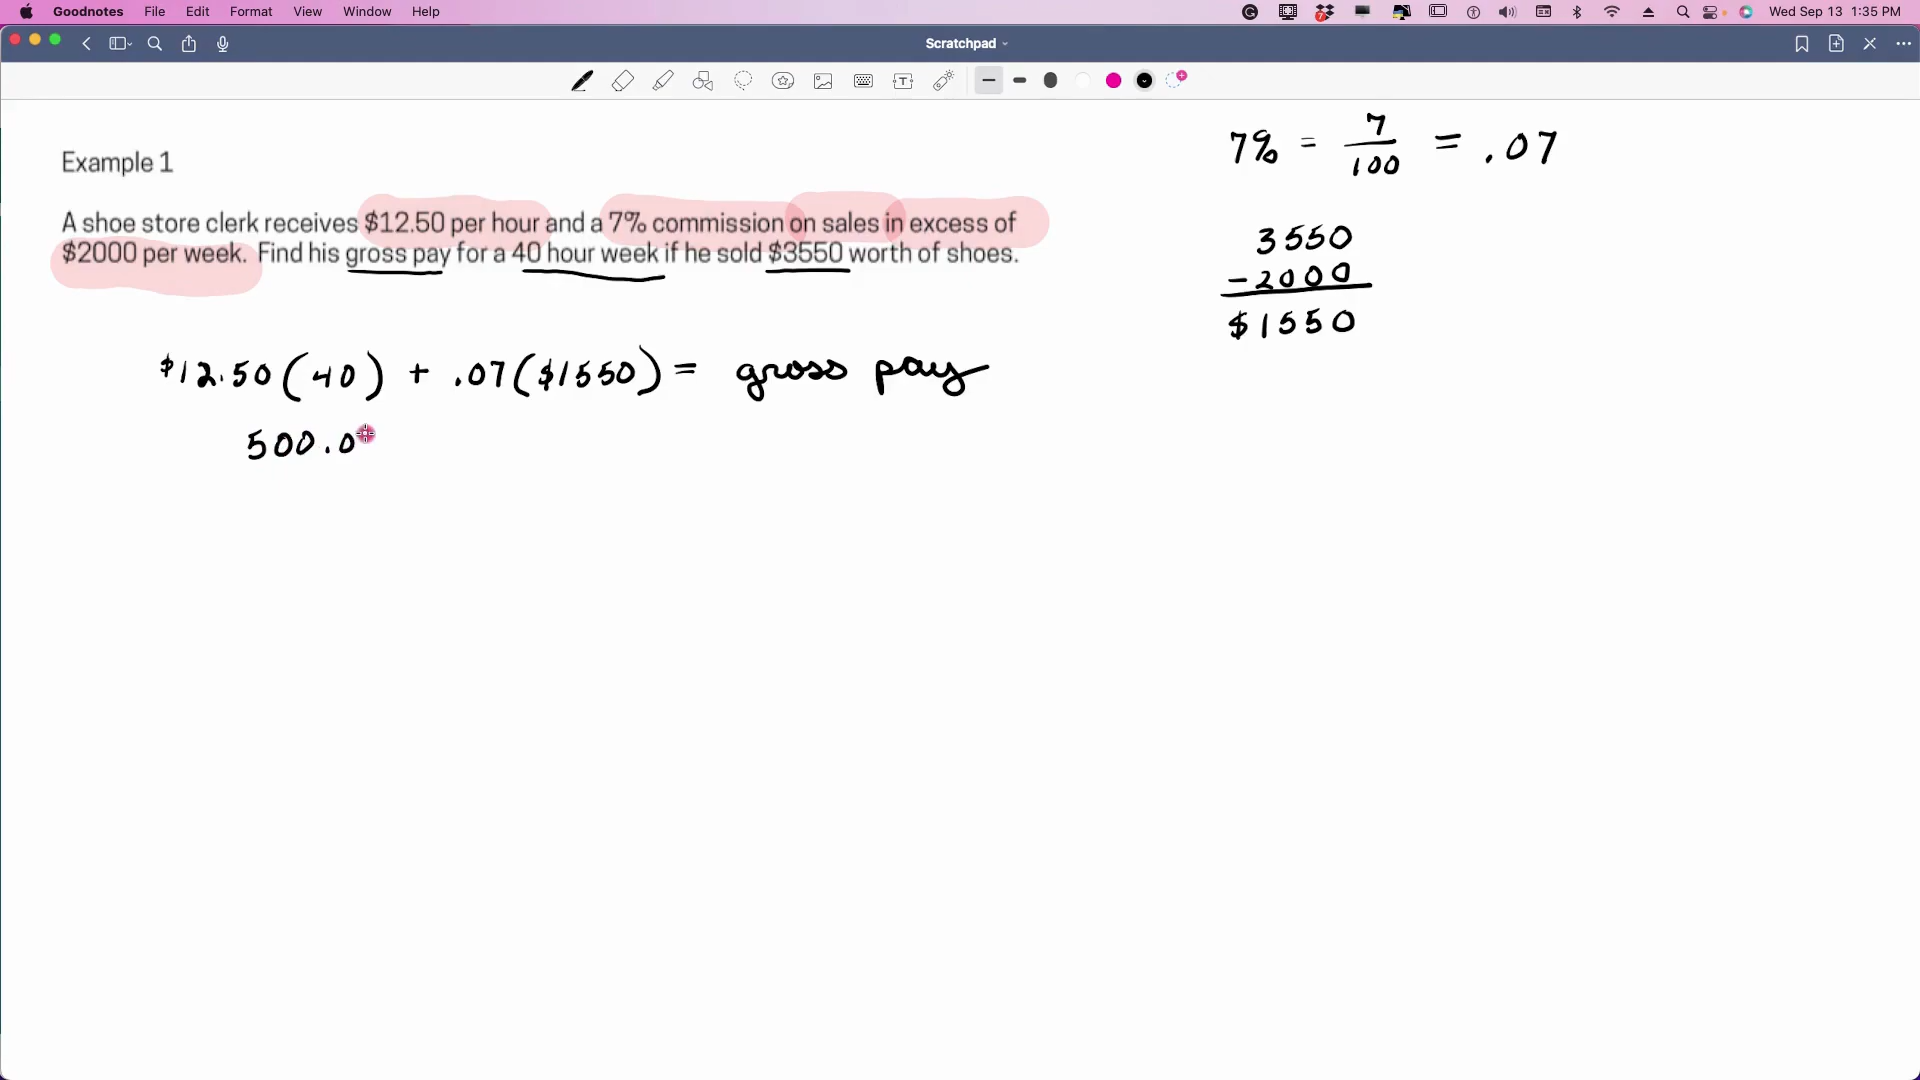 Goodnotes File Edit Format View Window Help Wed Sep 13 1:35 PM
Scratchpad
Example 1
A shoe store clerk receives $12.50 per hour and a 7% commission on sales in excess of
$2000 per week. Find his gross pay for a 40 hour week if he sold $3550 worth of shoes.
$12.50(40) + .07($1550) = gross pay
500.0
7% = 7/100 = .07
3550
-2000
$1550